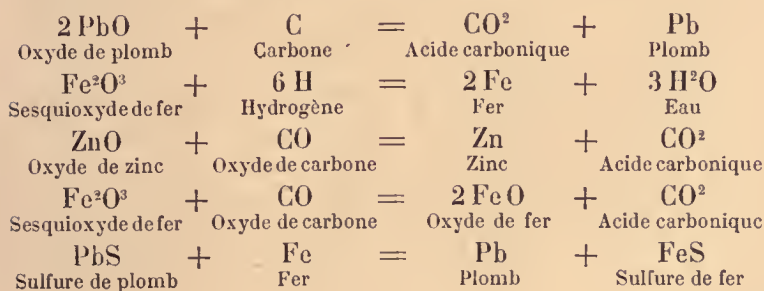 2 PbO + C = CO² + Pb
Oxyde de plomb Carbone Acide carbonique Plomb
Fe²O³ + 6 H = 2 Fe + 3 H²O
Sesquioxyde de fer Hydrogène Fer Eau
ZnO + CO = Zn + CO²
Oxyde de zinc Oxyde de carbone Zinc Acide carbonique
Fe²O³ + CO = 2 FeO + CO²
Sesquioxyde de fer Oxyde de carbone Oxyde de fer Acide carbonique
PbS + Fe = Pb + FeS
Sulfure de plomb Fer Plomb Sulfure de fer